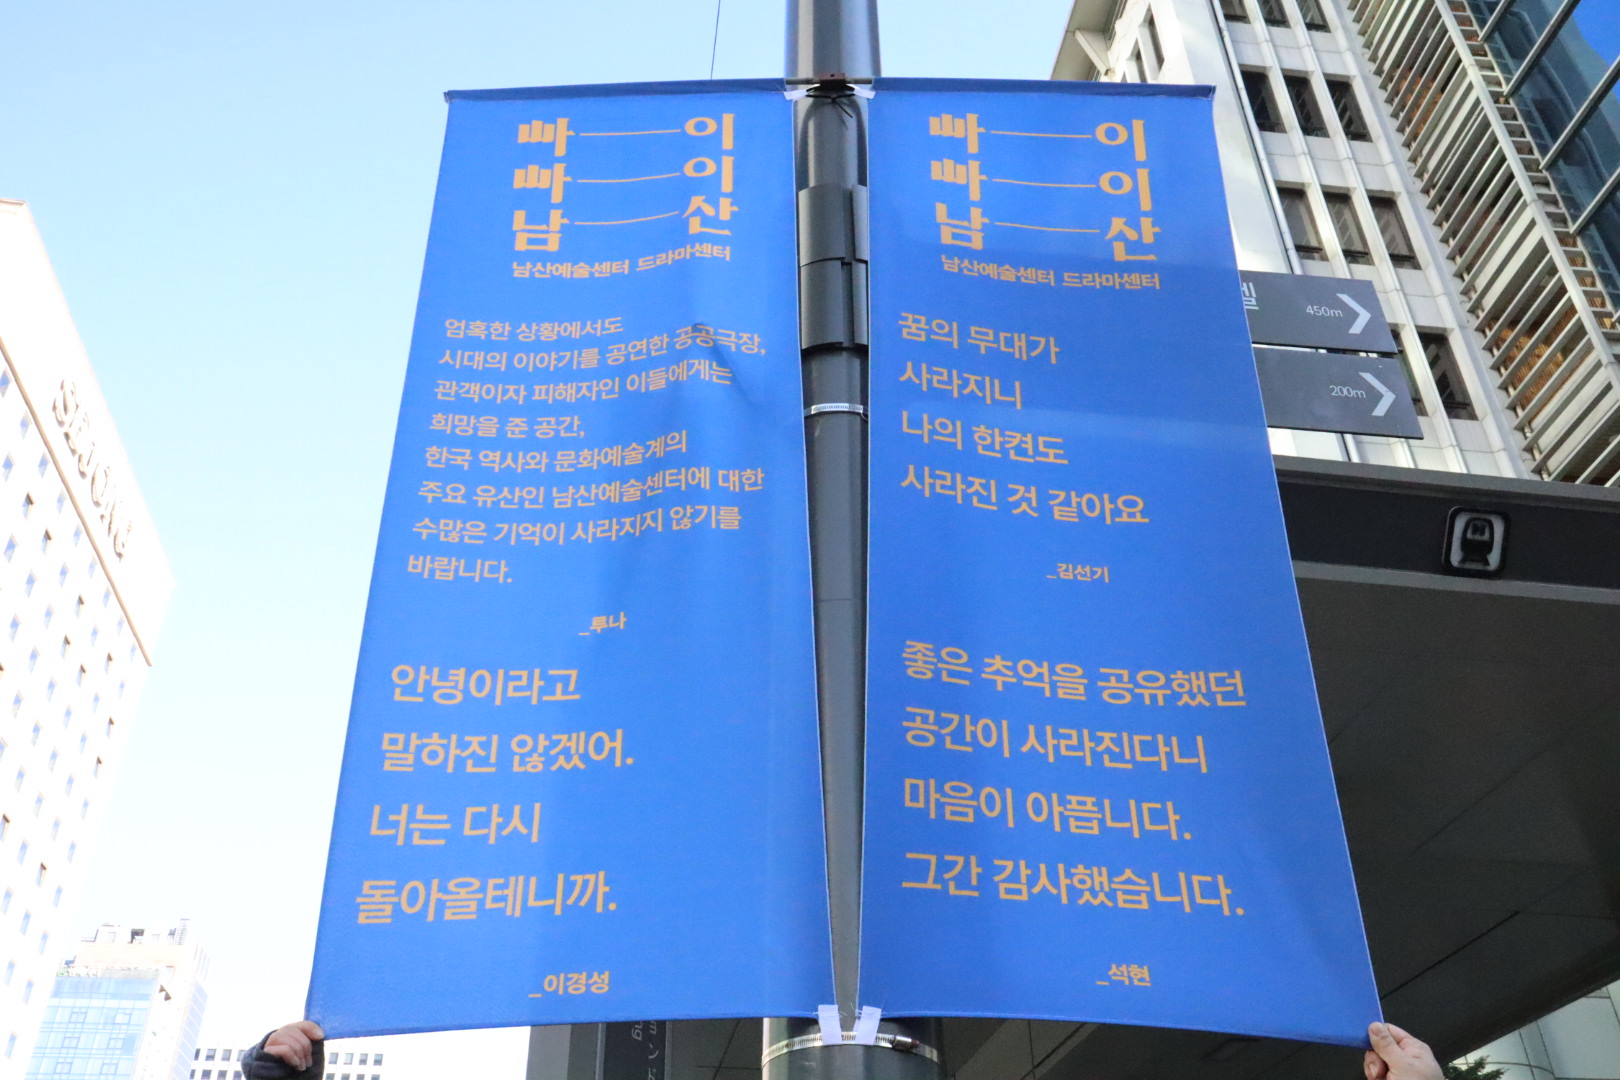 빠이
빠이
남산
남산예술센터 드라마센터
엄혹한 상황에서도
시대의 이야기를 공연한 공공극장,
관객이자 피해자인 이들에게는
희망을 준 공간,
한국 역사와 문화예술계의
주요 유산인 남산예술센터에 대한
수많은 기억이 사라지지 않기를
바랍니다.
_투나
안녕이라고
말하진 않겠어.
너는 다시
돌아올테니까.
_이경성
빠이
빠이
남산
남산예술센터 드라마센터
꿈의 무대가
사라지니
나의 한켠도
사라진 것 같아요
_김선기
좋은 추억을 공유했던
공간이 사라진다니
마음이 아픕니다.
그간 감사했습니다.
_석현
450m
200m
SEJONG